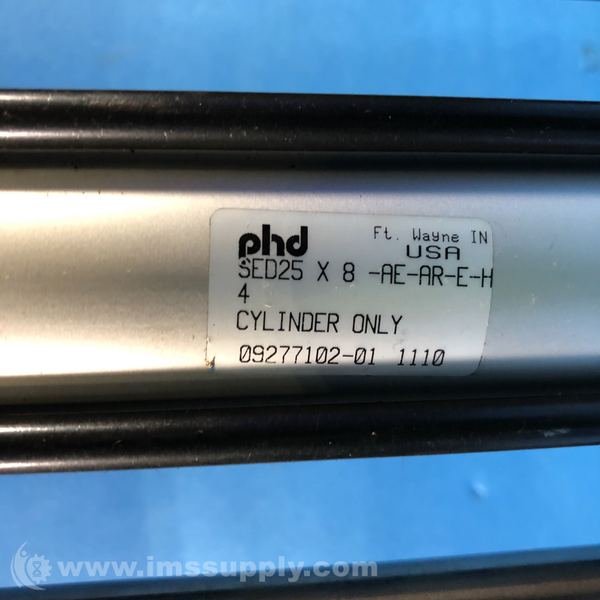 phd Ft. Wayne IN
USA
SED25 X 8 -AE-AR-E-H
4
CYLINDER ONLY
09277102-01 1110
www.imssupply.com